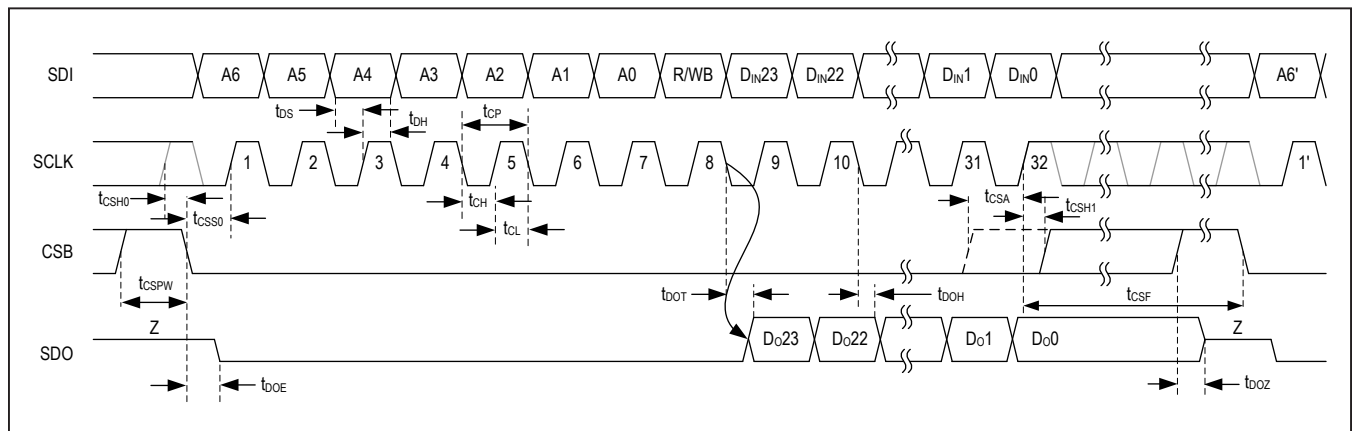 SDI A6 A5 A4 A3 A2 A1 A0 R/WB DIN23 DIN22 DIN1 DIN0 A6'
tDS tDH tCP
SCLK 1 2 3 4 5 6 7 8 9 10 31 32 1'
tCSH0 tCSS0 tCH tCL tCSA tCSH1
CSB
tCSPW tDOT tDOH tCSF
SDO Z DO23 DO22 DO1 DO0 Z
tDOE tDOZ